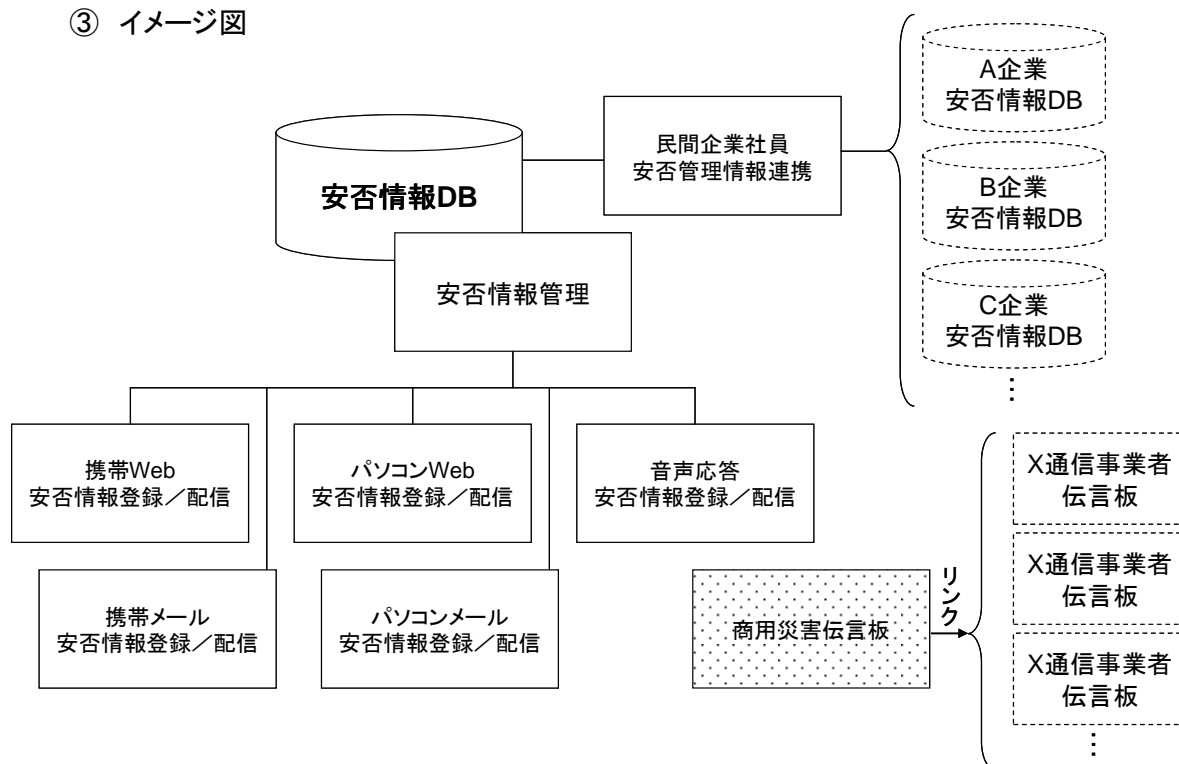 ③ イメージ図
安否情報DB
民間企業社員
安否管理情報連携
A企業
安否情報DB
B企業
安否情報DB
C企業
安否情報DB
⋮
安否情報管理
携帯Web
安否情報登録／配信
パソコンWeb
安否情報登録／配信
音声応答
安否情報登録／配信
携帯メール
安否情報登録／配信
パソコンメール
安否情報登録／配信
商用災害伝言板
リンク
X通信事業者
伝言板
X通信事業者
伝言板
X通信事業者
伝言板
⋮